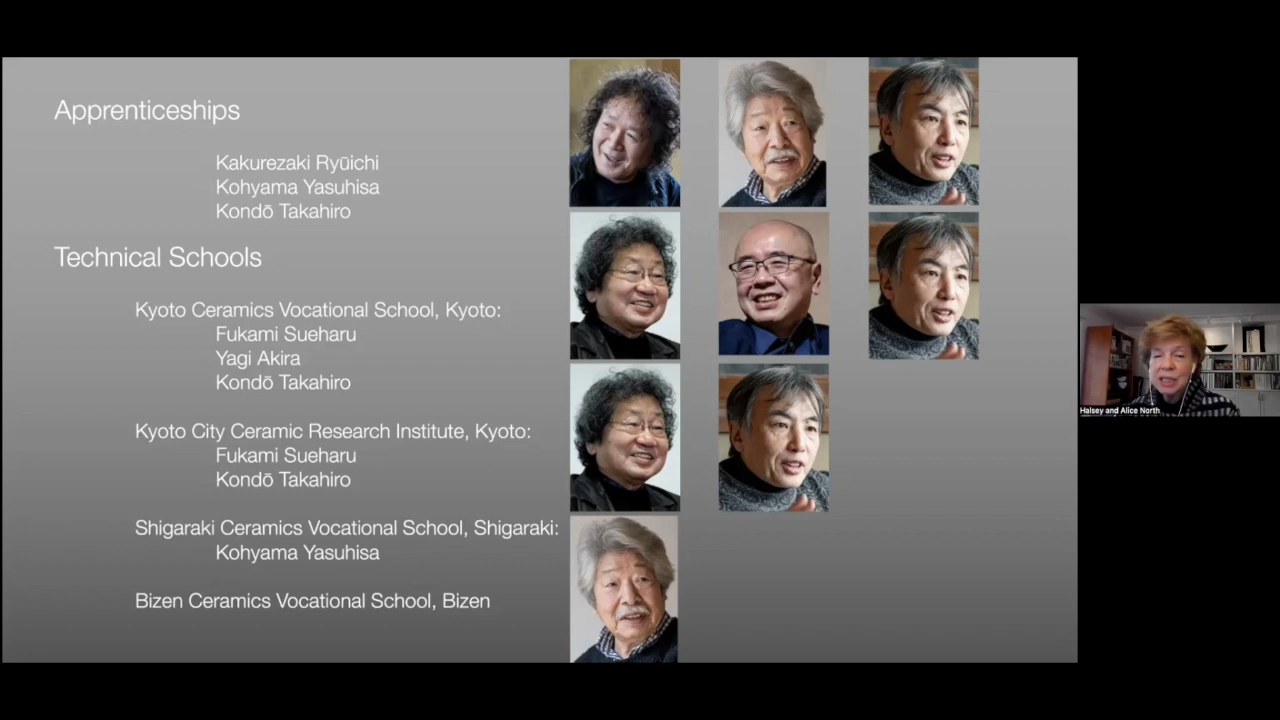 Apprenticeships
Kakurezaki Ryūichi
Kohyama Yasuhisa
Kondō Takahiro
Technical Schools
Kyoto Ceramics Vocational School, Kyoto:
Fukami Sueharu
Yagi Akira
Kondō Takahiro
Kyoto City Ceramic Research Institute, Kyoto:
Fukami Sueharu
Kondō Takahiro
Shigaraki Ceramics Vocational School, Shigaraki:
Kohyama Yasuhisa
Bizen Ceramics Vocational School, Bizen
Halsey and Alice North